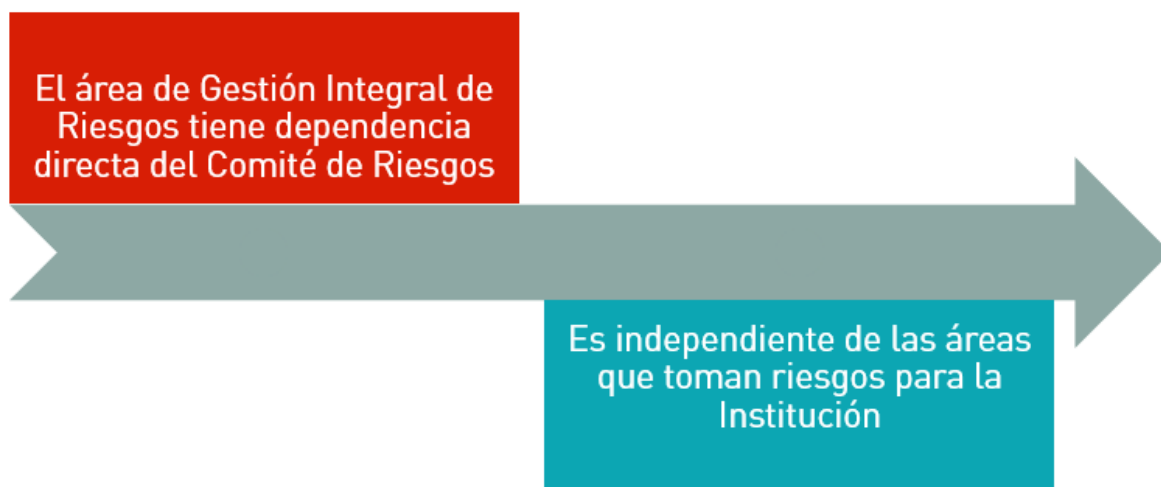 El área de Gestión Integral de
Riesgos tiene dependencia
directa del Comité de Riesgos
Es independiente de las áreas
que toman riesgos para la
Institución